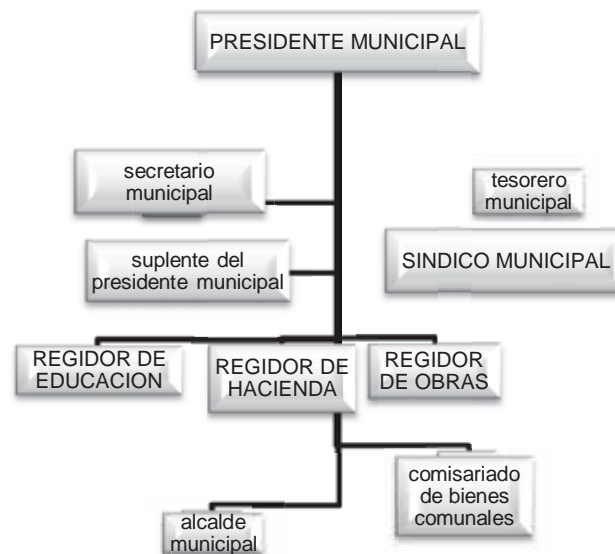 PRESIDENTE MUNICIPAL
secretario
municipal
tesorero
municipal
suplente del
presidente municipal
SINDICO MUNICIPAL
REGIDOR DE
EDUCACION
REGIDOR DE
HACIENDA
REGIDOR
DE OBRAS
comisariado
de bienes
comunales
alcalde
municipal